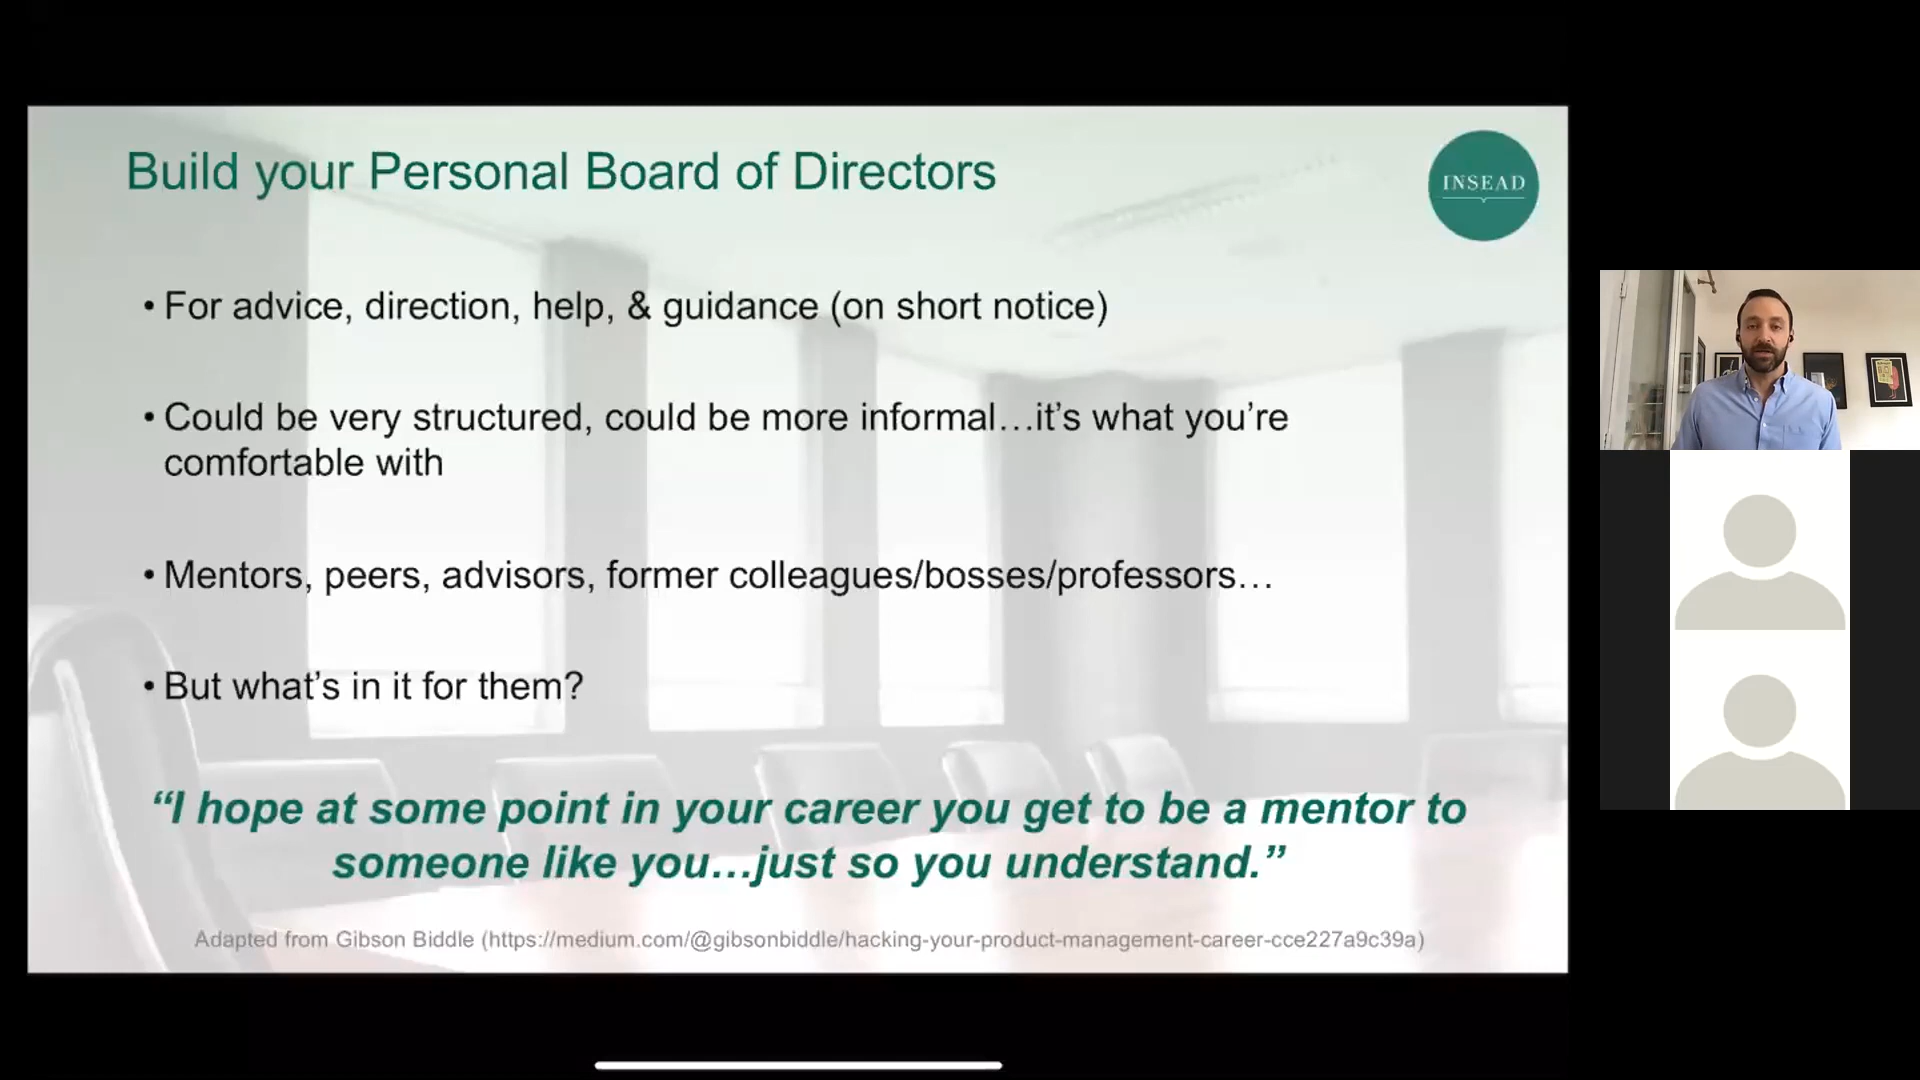 Build your Personal Board of Directors
INSEAD
• For advice, direction, help, & guidance (on short notice)
• Could be very structured, could be more informal…it’s what you’re
comfortable with
• Mentors, peers, advisors, former colleagues/bosses/professors…
• But what’s in it for them?
“I hope at some point in your career you get to be a mentor to
someone like you…just so you understand.”
Adapted from Gibson Biddle (https://medium.com/@gibsonbiddle/hacking-your-product-management-career-cce227a9c39a)